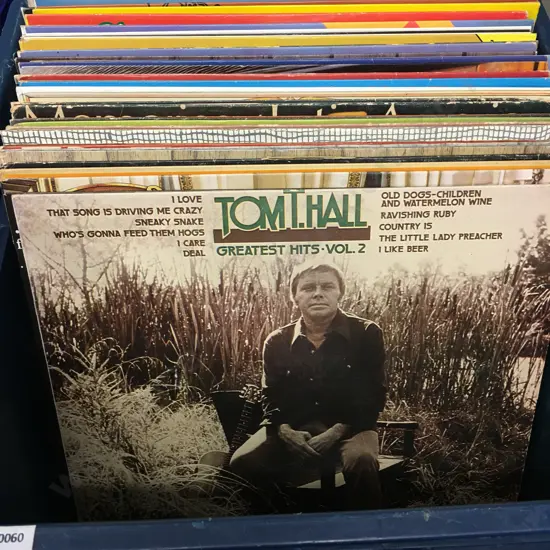 I LOVE
THAT SONG IS DRIVING ME CRAZY
SNEAKY SNAKE
WHO'S GONNA FEED THEM HOGS
I CARE
DEAL
TOM T. HALL
GREATEST HITS · VOL. 2
OLD DOGS-CHILDREN
AND WATERMELON WINE
RAVISHING RUBY
COUNTRY IS
THE LITTLE LADY PREACHER
I LIKE BEER
0060